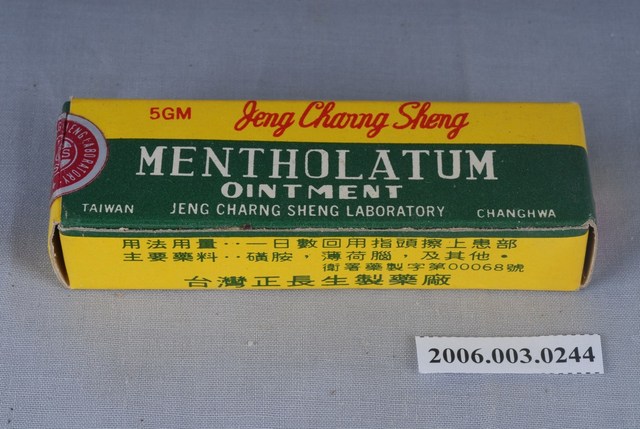 5GM Jeng Charng Sheng
MENTHOLATUM
OINTMENT
TAIWAN JENG CHARNG SHENG LABORATORY CHANGHWA
用法用量‥一日數回用指頭擦上患部
主要藥料‥磺胺，薄荷腦，及其他。
衛署藥製字第00068號
台灣正長生製藥廠
2006.003.0244